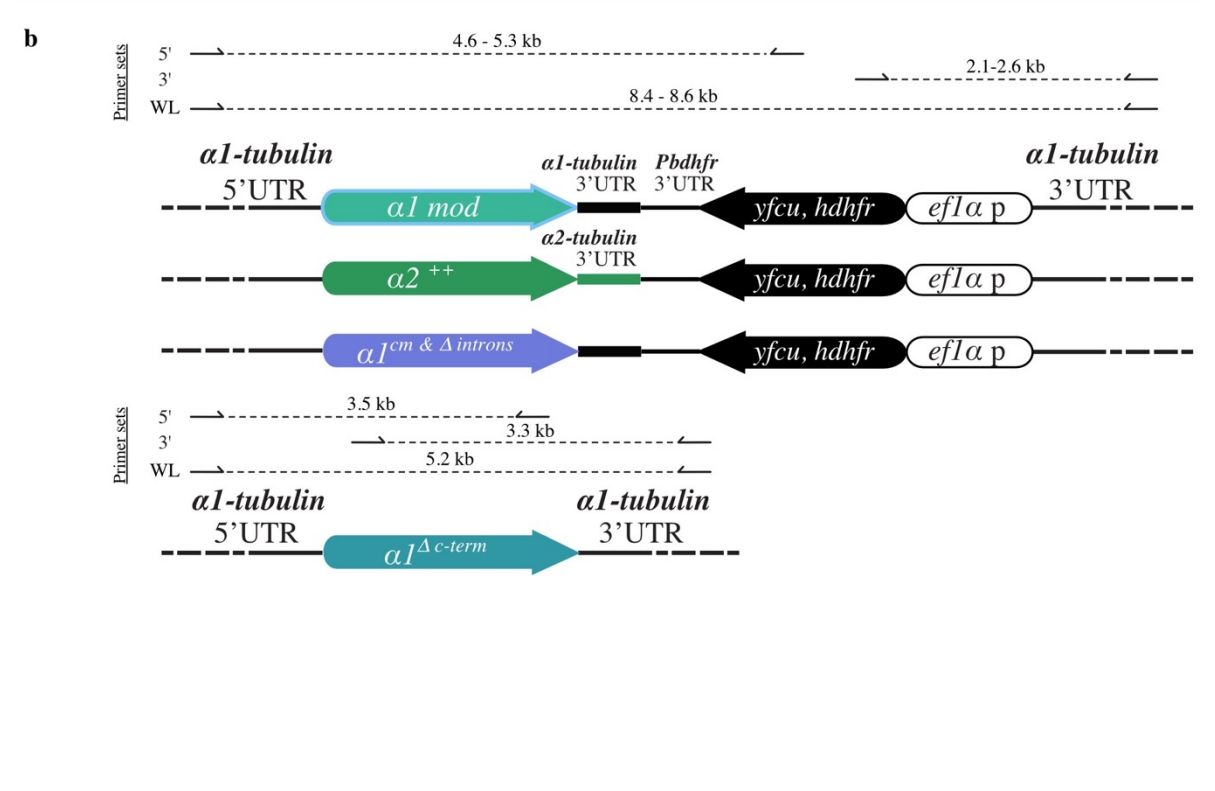 b
Primer sets
5' 4.6 - 5.3 kb
3' 2.1-2.6 kb
WL 8.4 - 8.6 kb
α1-tubulin 5’UTR
α1-tubulin 3’UTR
Pbdhfr 3’UTR
α1-tubulin 3’UTR
α1 mod yfcu, hdhfr ef1α p
α2-tubulin 3’UTR
α2 ++ yfcu, hdhfr ef1α p
α1 cm & Δ introns yfcu, hdhfr ef1α p
Primer sets
5' 3.5 kb
3' 3.3 kb
WL 5.2 kb
α1-tubulin α1-tubulin
5’UTR 3’UTR
α1 Δ c-term